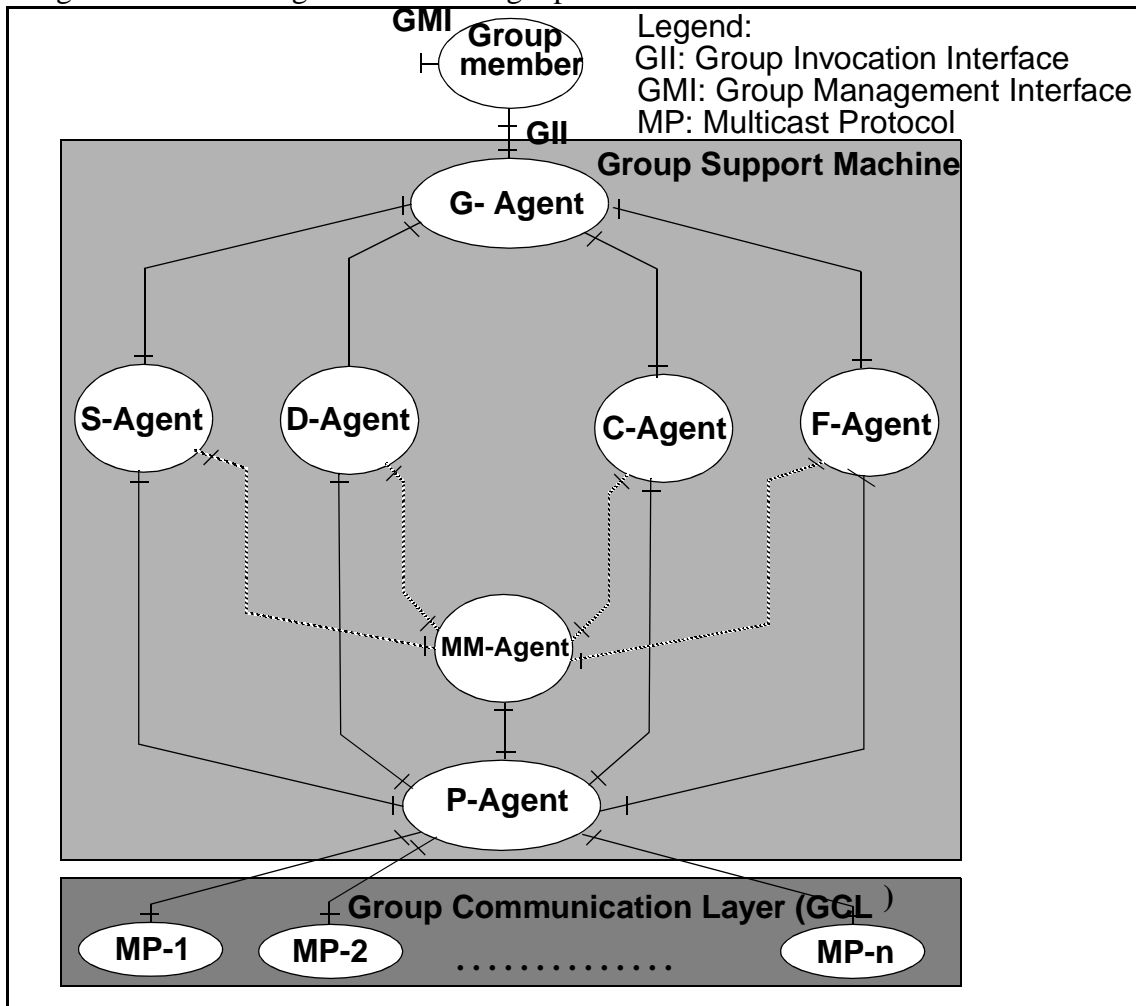 GMI
Group
member
Legend:
GII: Group Invocation Interface
GMI: Group Management Interface
MP: Multicast Protocol
GII
Group Support Machine
G- Agent
S-Agent
D-Agent
C-Agent
F-Agent
MM-Agent
P-Agent
Group Communication Layer (GCL )
MP-1
MP-2
. . . . . . . . . . . . . .
MP-n